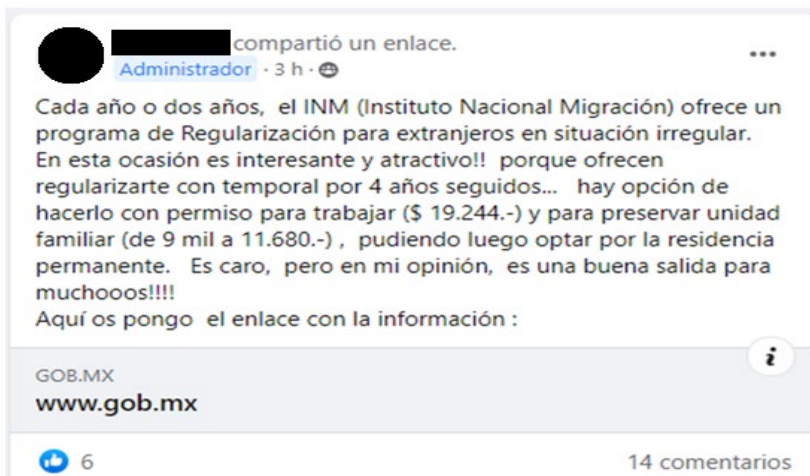 compartió un enlace.
Administrador · 3 h ·
Cada año o dos años, el INM (Instituto Nacional Migración) ofrece un
programa de Regularización para extranjeros en situación irregular.
En esta ocasión es interesante y atractivo!! porque ofrecen
regularizarte con temporal por 4 años seguidos... hay opción de
hacerlo con permiso para trabajar ($ 19.244.-) y para preservar unidad
familiar (de 9 mil a 11.680.-) , pudiendo luego optar por la residencia
permanente. Es caro, pero en mi opinión, es una buena salida para
muchooos!!!!
Aquí os pongo el enlace con la información :
GOB.MX
www.gob.mx
6
14 comentarios